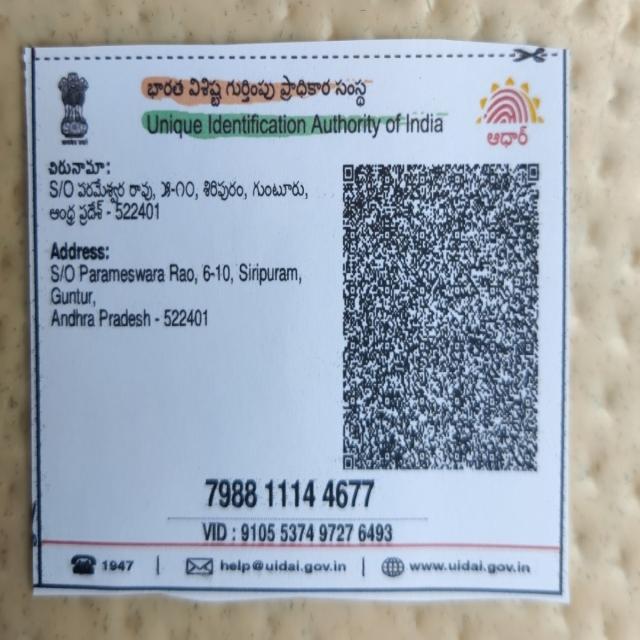 భారత విశిష్ట గుర్తింపు ప్రాధికార సంస్థ
Unique Identification Authority of India
ఆధార్
చిరునామా:
S/O పరమేశ్వర రావు, ౬-౧౦, శిరిపురం, గుంటూరు,
ఆంధ్ర ప్రదేశ్ - 522401
Address:
S/O Parameswara Rao, 6-10, Siripuram,
Guntur,
Andhra Pradesh - 522401
7988 1114 4677
VID : 9105 5374 9727 6493
1947 | help@uidai.gov.in | www.uidai.gov.in